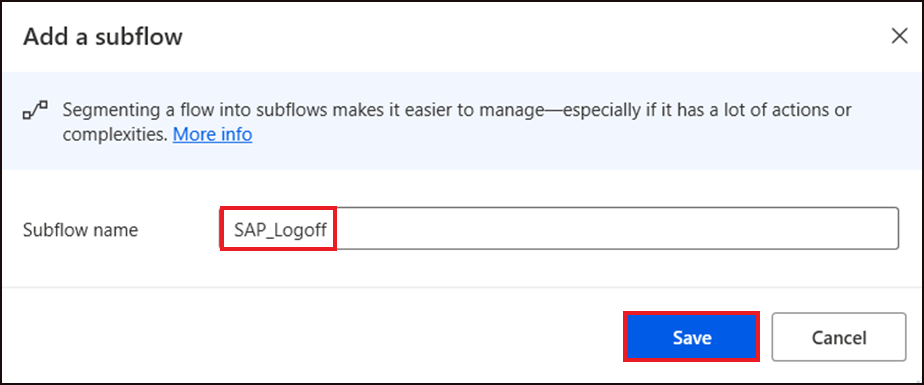 Add a subflow
Segmenting a flow into subflows makes it easier to manage—especially if it has a lot of actions or
complexities. More info
Subflow name
SAP_Logoff
Save
Cancel